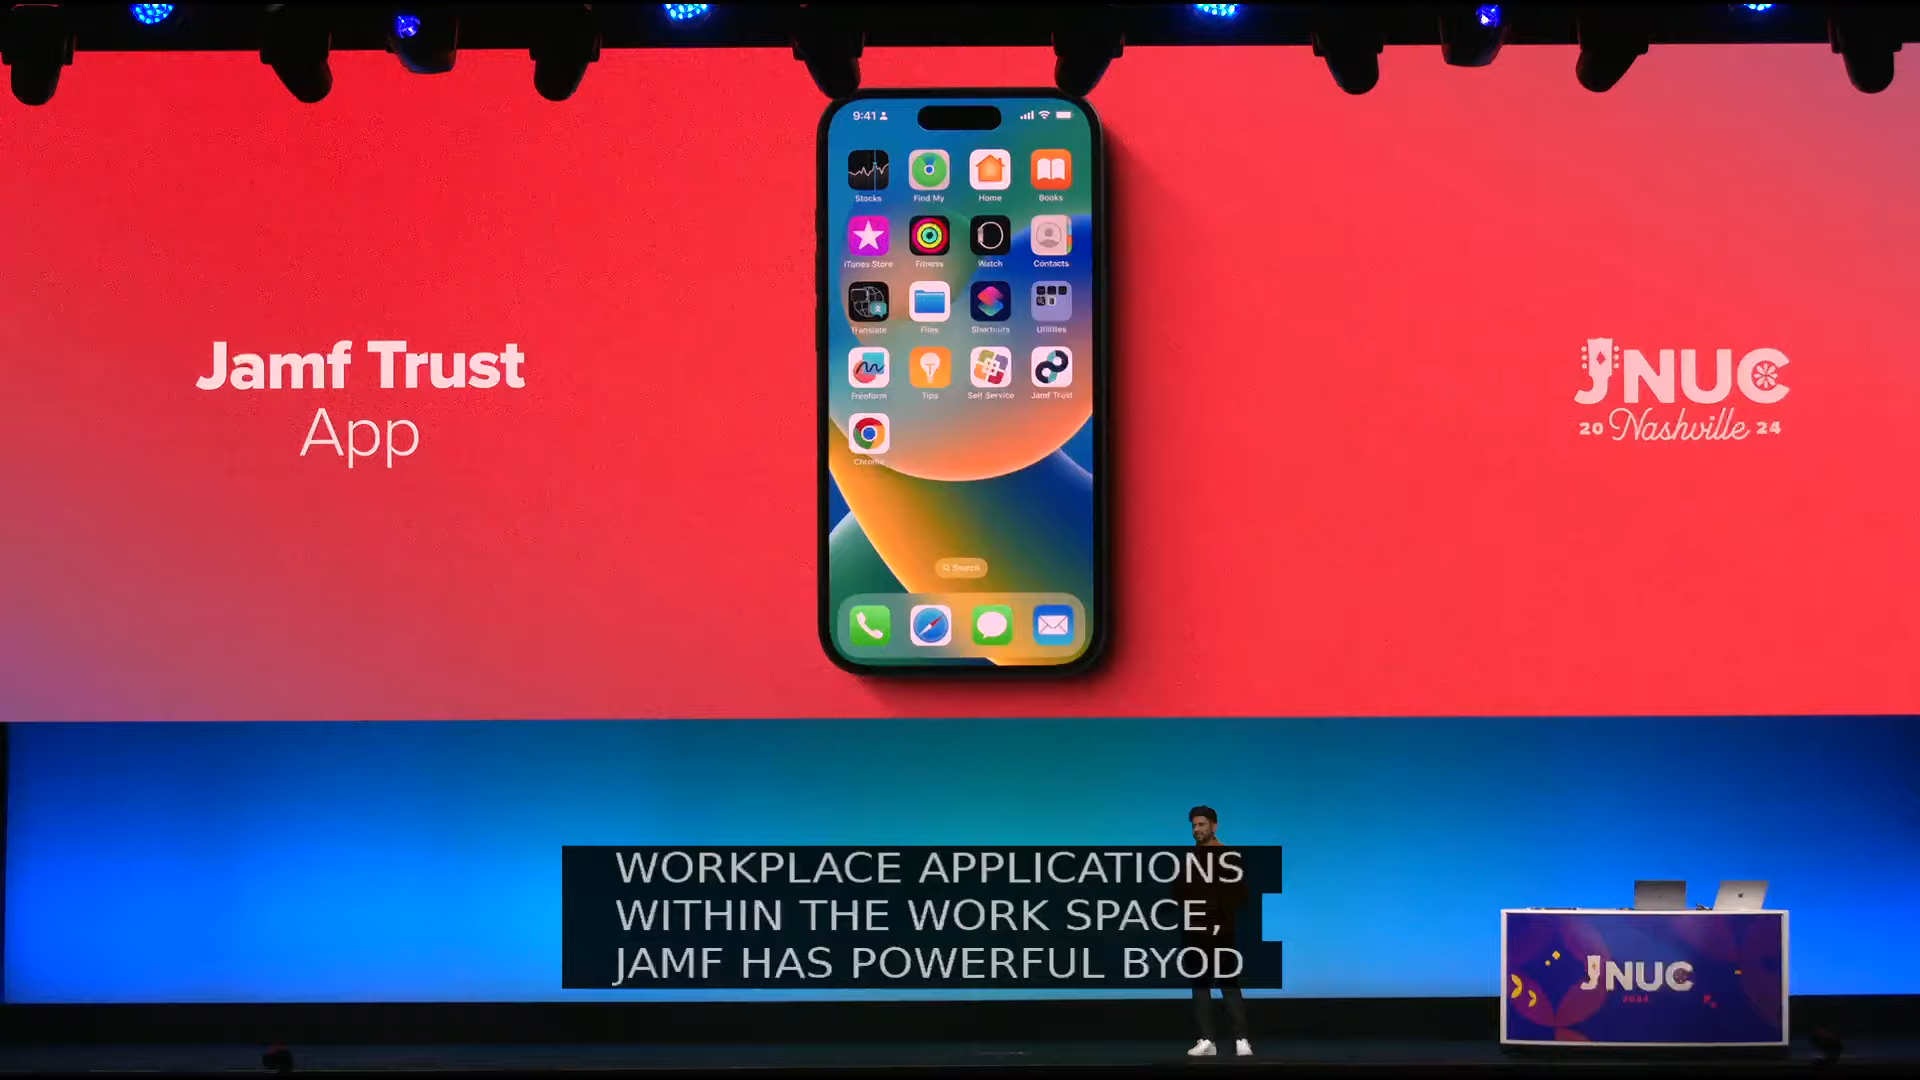 Jamf Trust
App
9:41
Stocks
Find My
Home
Books
iTunes Store
Fitness
Watch
Contacts
Translate
Files
Shortcuts
Utilities
Freeform
Tips
Self Service
Jamf Trust
Chrome
Search
JNUC
20 Nashville 24
WORKPLACE APPLICATIONS
WITHIN THE WORK SPACE,
JAMF HAS POWERFUL BYOD
JNUC
2024